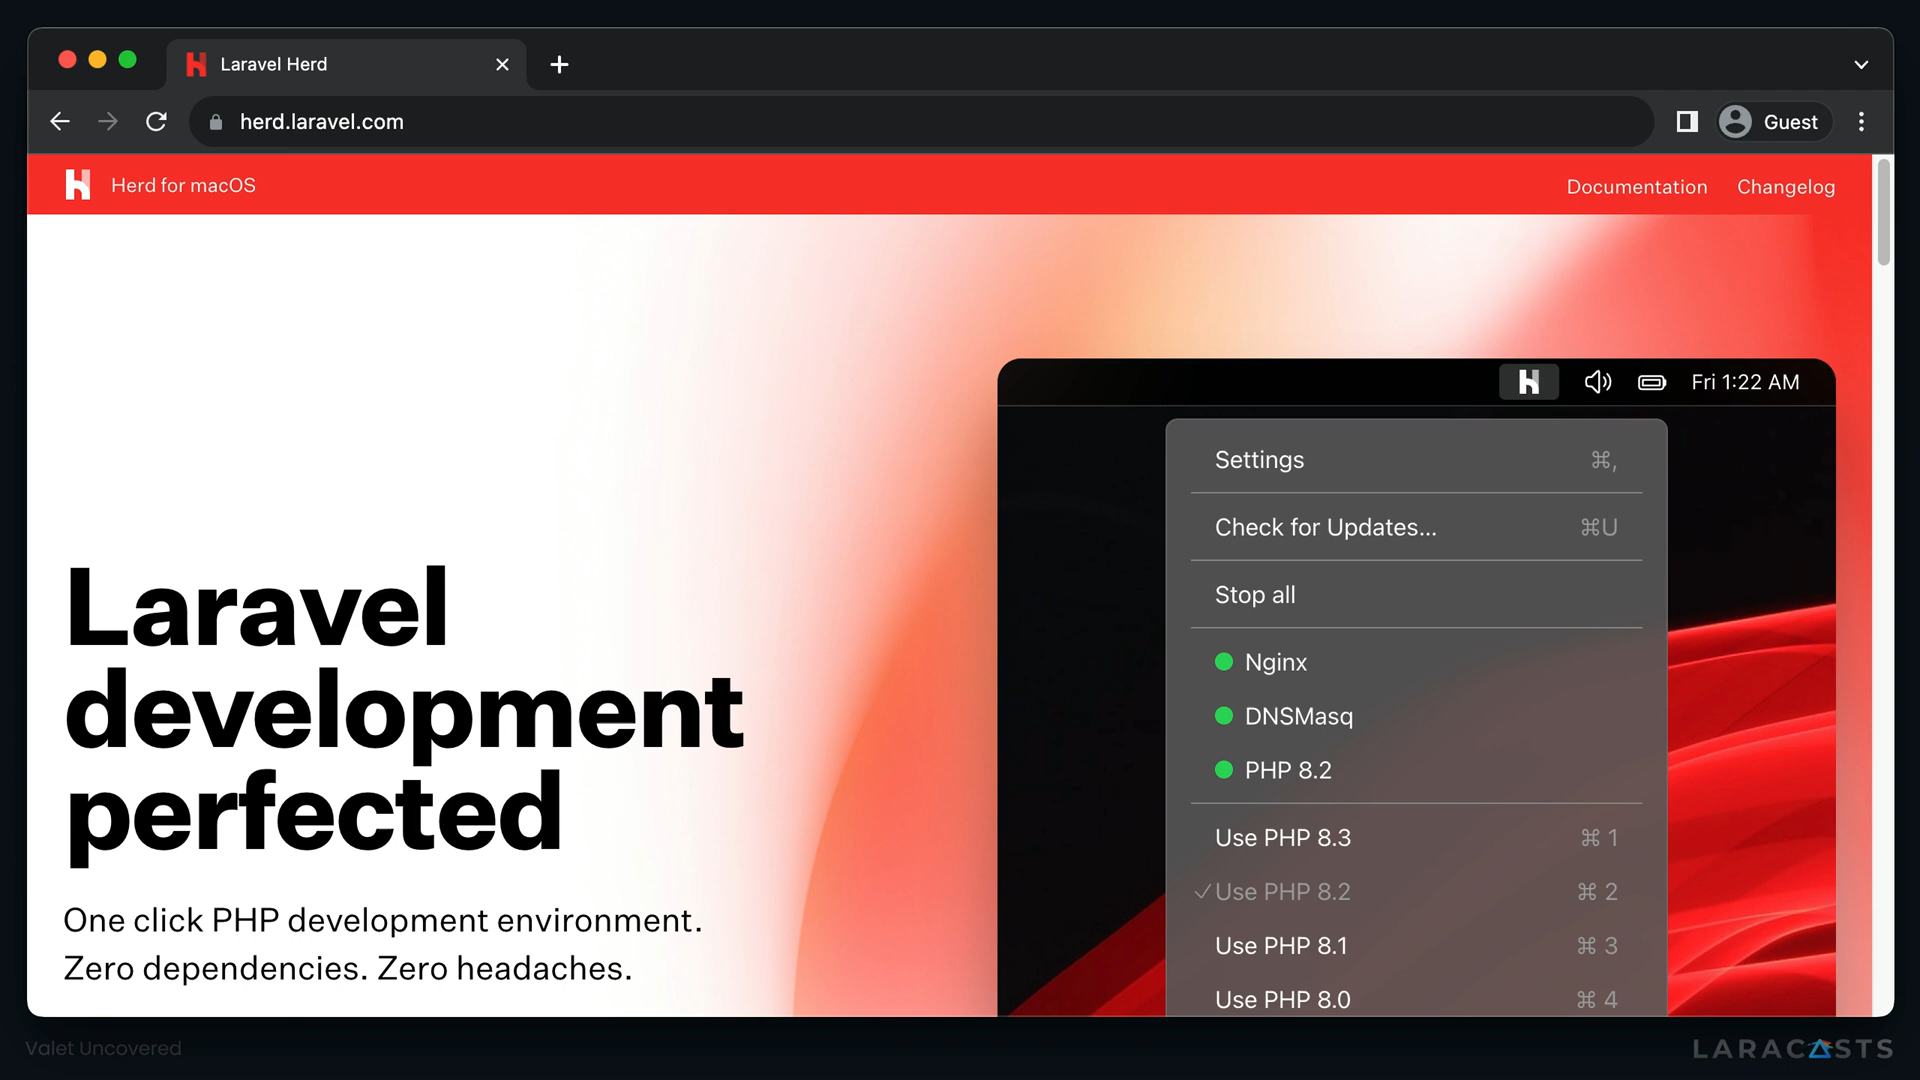 Laravel Herd
herd.laravel.com
Guest
Herd for macOS
Documentation
Changelog
Fri 1:22 AM
Settings ⌘,
Check for Updates... ⌘U
Stop all
Nginx
DNSMasq
PHP 8.2
Use PHP 8.3 ⌘ 1
✓Use PHP 8.2 ⌘ 2
Use PHP 8.1 ⌘ 3
Use PHP 8.0 ⌘ 4
Laravel
development
perfected
One click PHP development environment.
Zero dependencies. Zero headaches.
Valet Uncovered
LARACASTS